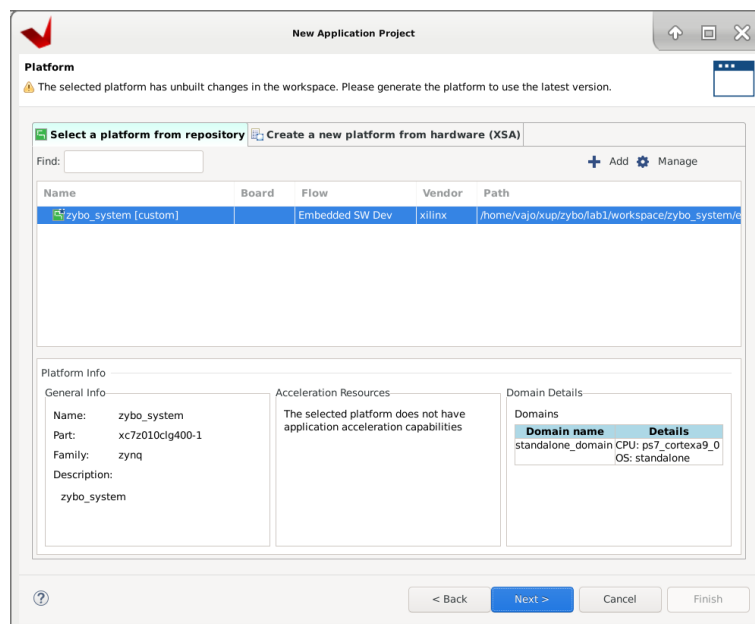 New Application Project
Platform
The selected platform has unbuilt changes in the workspace. Please generate the platform to use the latest version.
Select a platform from repository Create a new platform from hardware (XSA)
Find: Add Manage
Name Board Flow Vendor Path
zybo_system [custom] Embedded SW Dev xilinx /home/vajo/xup/zybo/lab1/workspace/zybo_system/e
Platform Info
General Info
Name: zybo_system
Part: xc7z010clg400-1
Family: zynq
Description:
zybo_system
Acceleration Resources
The selected platform does not have
application acceleration capabilities
Domain Details
Domains
Domain name Details
standalone_domain CPU: ps7_cortexa9_0
OS: standalone
? < Back Next > Cancel Finish